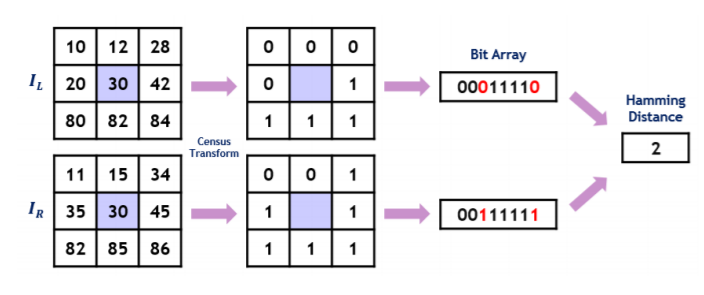 10 12 28
I_L 20 30 42
80 82 84
0 0 0
0 1
1 1 1
Bit Array
00011110
Hamming
Distance
2
Census
Transform
11 15 34
I_R 35 30 45
82 85 86
0 0 1
1 1
1 1 1
00111111